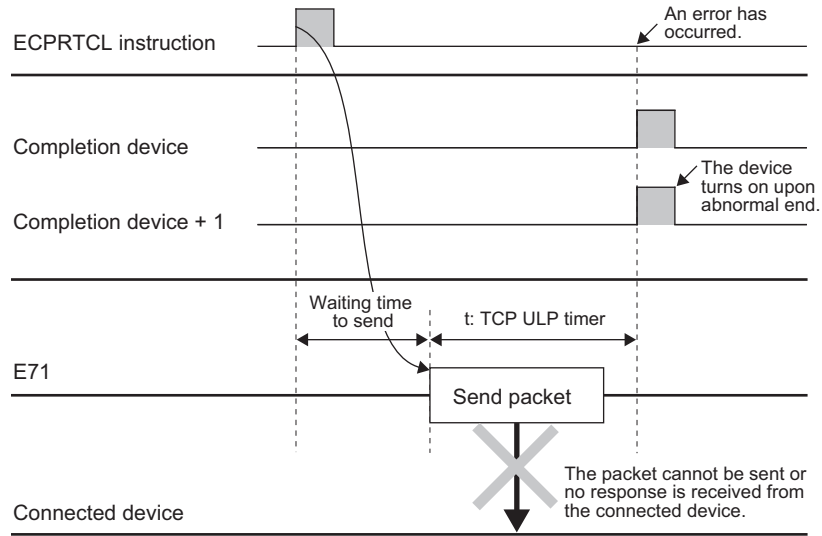 An error has
occurred.
ECPRTCL instruction
Completion device
The device
turns on upon
abnormal end.
Completion device + 1
Waiting time
to send
t: TCP ULP timer
E71
Send packet
The packet cannot be sent or
no response is received from
the connected device.
Connected device